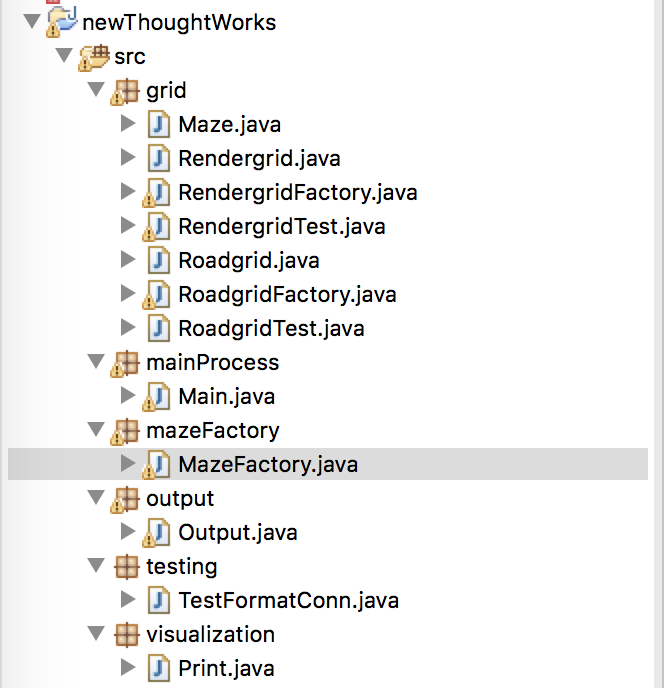 newThoughtWorks
src
grid
Maze.java
Rendergrid.java
RendergridFactory.java
RendergridTest.java
Roadgrid.java
RoadgridFactory.java
RoadgridTest.java
mainProcess
Main.java
mazeFactory
MazeFactory.java
output
Output.java
testing
TestFormatConn.java
visualization
Print.java